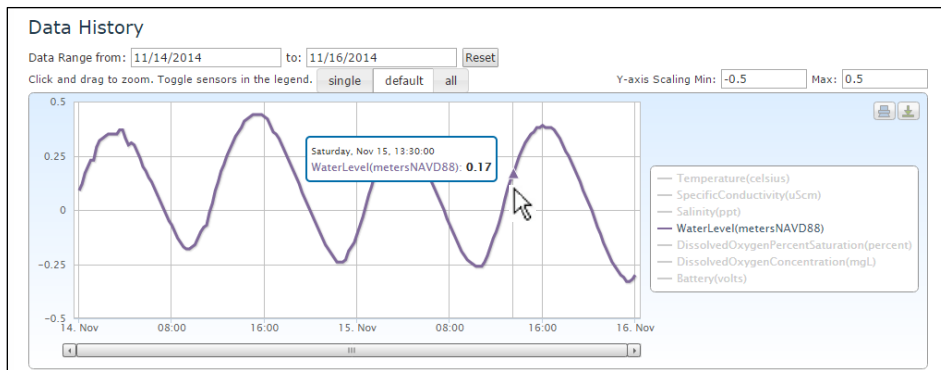 Data History
Data Range from: 11/14/2014 to: 11/16/2014 Reset
Click and drag to zoom. Toggle sensors in the legend. single default all Y-axis Scaling Min: -0.5 Max: 0.5
0.5
0.25
0
-0.25
-0.5
Saturday, Nov 15, 13:30:00
WaterLevel(metersNAVD88): 0.17
Temperature(celsius)
SpecificConductivity(uScm)
Salinity(ppt)
WaterLevel(metersNAVD88)
DissolvedOxygenPercentSaturation(percent)
DissolvedOxygenConcentration(mgL)
Battery(volts)
14. Nov 08:00 16:00 15. Nov 08:00 16:00 16. Nov